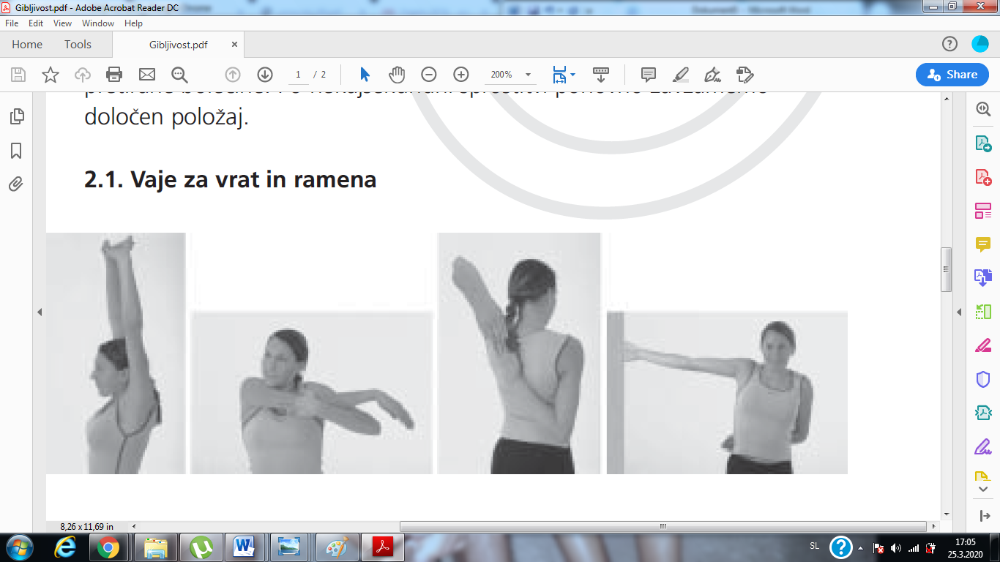 Gibljivost.pdf - Adobe Acrobat Reader DC
File Edit View Window Help
Home Tools Gibljivost.pdf
1 / 2 200% Share
določen položaj.
2.1. Vaje za vrat in ramena
8,26 x 11,69 in
SL 17:05
25.3.2020